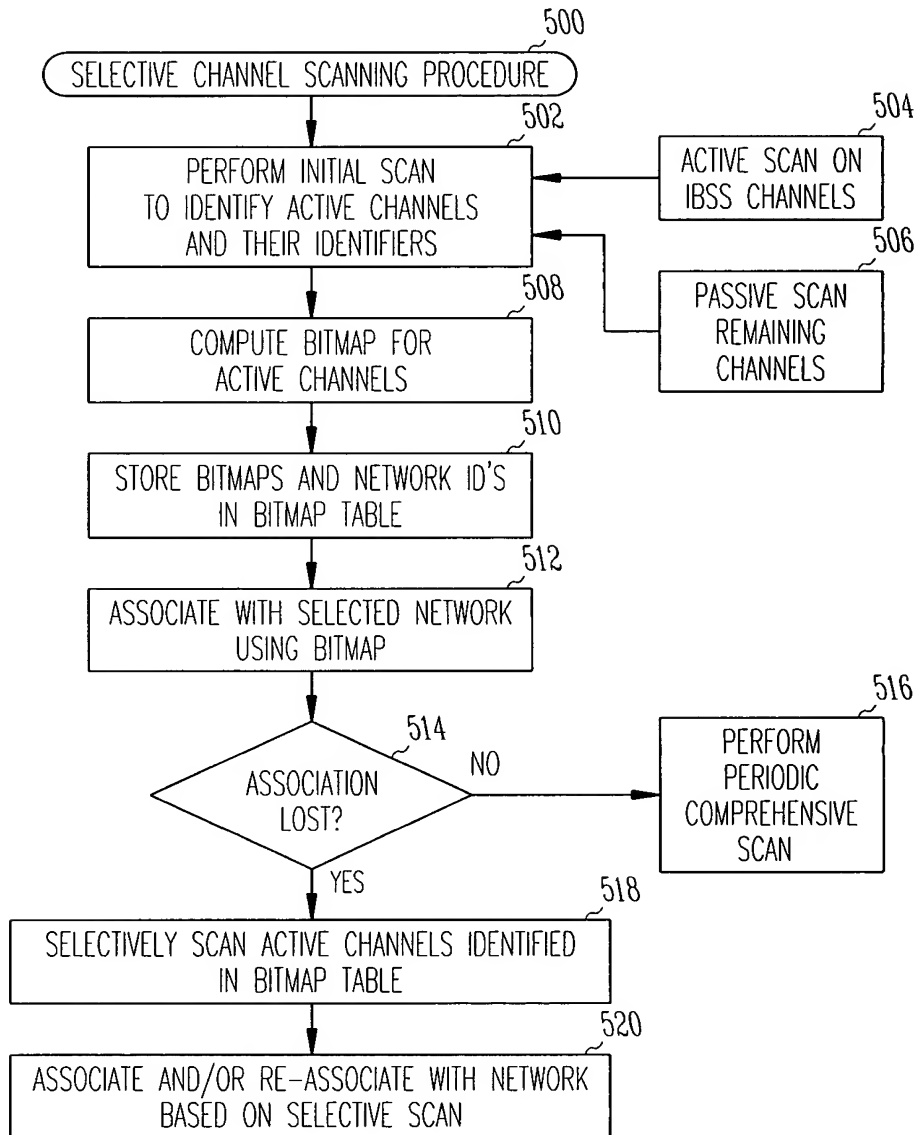 500
SELECTIVE CHANNEL SCANNING PROCEDURE
502
PERFORM INITIAL SCAN
TO IDENTIFY ACTIVE CHANNELS
AND THEIR IDENTIFIERS
504
ACTIVE SCAN ON
IBSS CHANNELS
506
PASSIVE SCAN
REMAINING
CHANNELS
508
COMPUTE BITMAP FOR
ACTIVE CHANNELS
510
STORE BITMAPS AND NETWORK ID'S
IN BITMAP TABLE
512
ASSOCIATE WITH SELECTED NETWORK
USING BITMAP
514
ASSOCIATION
LOST?
NO
516
PERFORM
PERIODIC
COMPREHENSIVE
SCAN
YES
518
SELECTIVELY SCAN ACTIVE CHANNELS IDENTIFIED
IN BITMAP TABLE
520
ASSOCIATE AND/OR RE-ASSOCIATE WITH NETWORK
BASED ON SELECTIVE SCAN